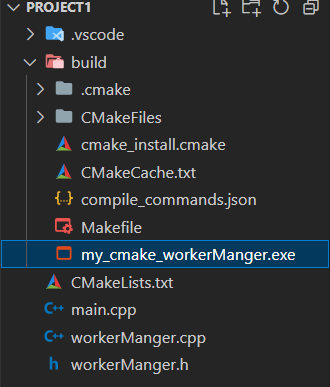 PROJECT1
.vscode
build
.cmake
CMakeFiles
cmake_install.cmake
CMakeCache.txt
{..} compile_commands.json
Makefile
my_cmake_workerManger.exe
CMakeLists.txt
C++ main.cpp
C++ workerManger.cpp
h workerManger.h